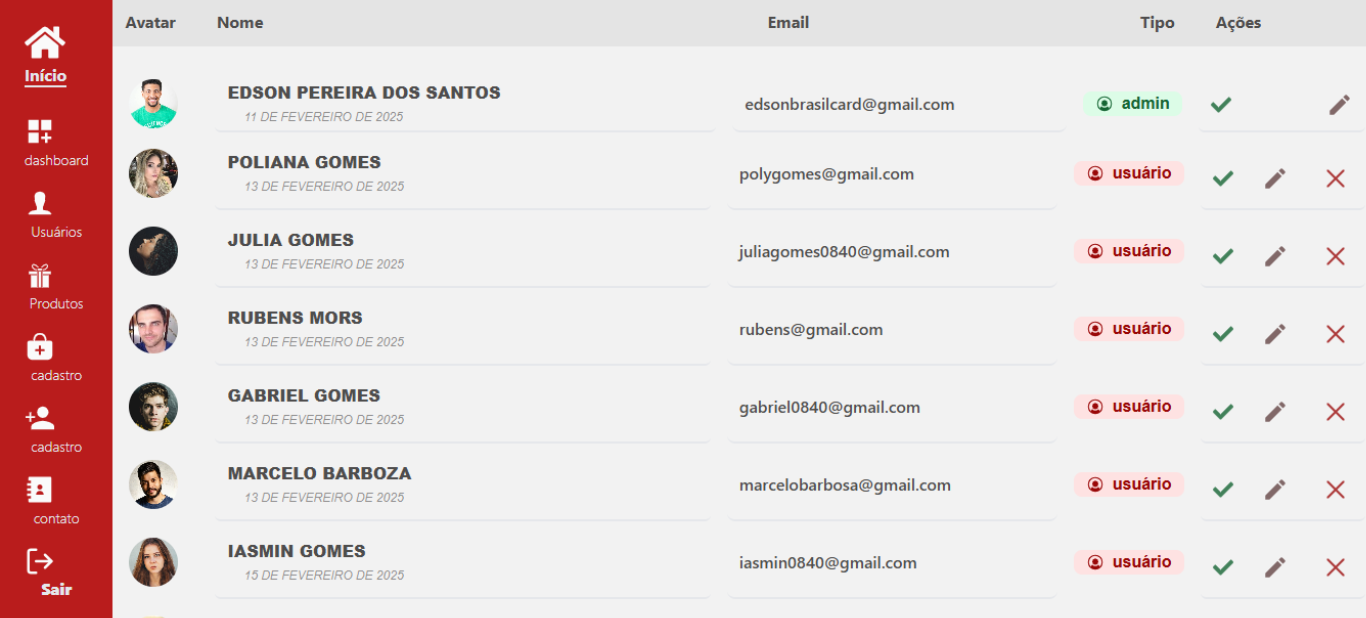 Início
dashboard
Usuários
Produtos
cadastro
cadastro
contato
Sair
Avatar Nome Email Tipo Ações
EDSON PEREIRA DOS SANTOS edsonbrasilcard@gmail.com admin
11 DE FEVEREIRO DE 2025
POLIANA GOMES polygomes@gmail.com usuário
13 DE FEVEREIRO DE 2025
JULIA GOMES juliagomes0840@gmail.com usuário
13 DE FEVEREIRO DE 2025
RUBENS MORS rubens@gmail.com usuário
13 DE FEVEREIRO DE 2025
GABRIEL GOMES gabriel0840@gmail.com usuário
13 DE FEVEREIRO DE 2025
MARCELO BARBOZA marcelobarbosa@gmail.com usuário
13 DE FEVEREIRO DE 2025
IASMIN GOMES iasmin0840@gmail.com usuário
15 DE FEVEREIRO DE 2025